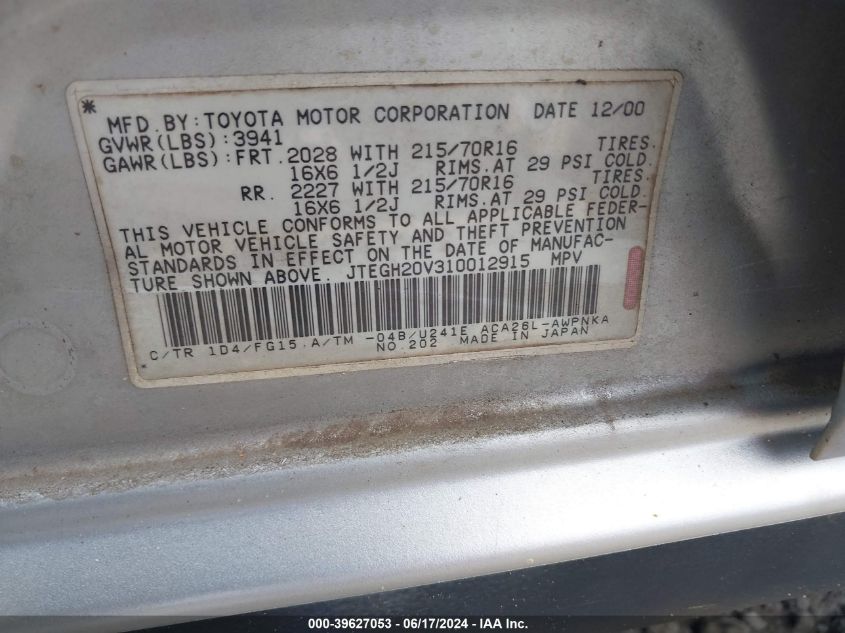 * MFD.BY:TOYOTA MOTOR CORPORATION DATE 12/00
GVWR(LBS):3941
GAWR(LBS):FRT.2028 WITH 215/70R16 TIRES.
16X6 1/2J RIMS.AT 29 PSI COLD.
RR. 2227 WITH 215/70R16 TIRES.
16X6 1/2J RIMS.AT 29 PSI COLD.
THIS VEHICLE CONFORMS TO ALL APPLICABLE FEDER-
AL MOTOR VEHICLE SAFETY AND THEFT PREVENTION
STANDARDS IN EFFECT ON THE DATE OF MANUFAC-
TURE SHOWN ABOVE. JTEGH20V310012915 MPV
C/TR 1D4/FG15.A/TM -04B/U241E ACA26L-AWPNKA
NO.202 MADE IN JAPAN
000-39627053 - 06/17/2024 - IAAI.COM